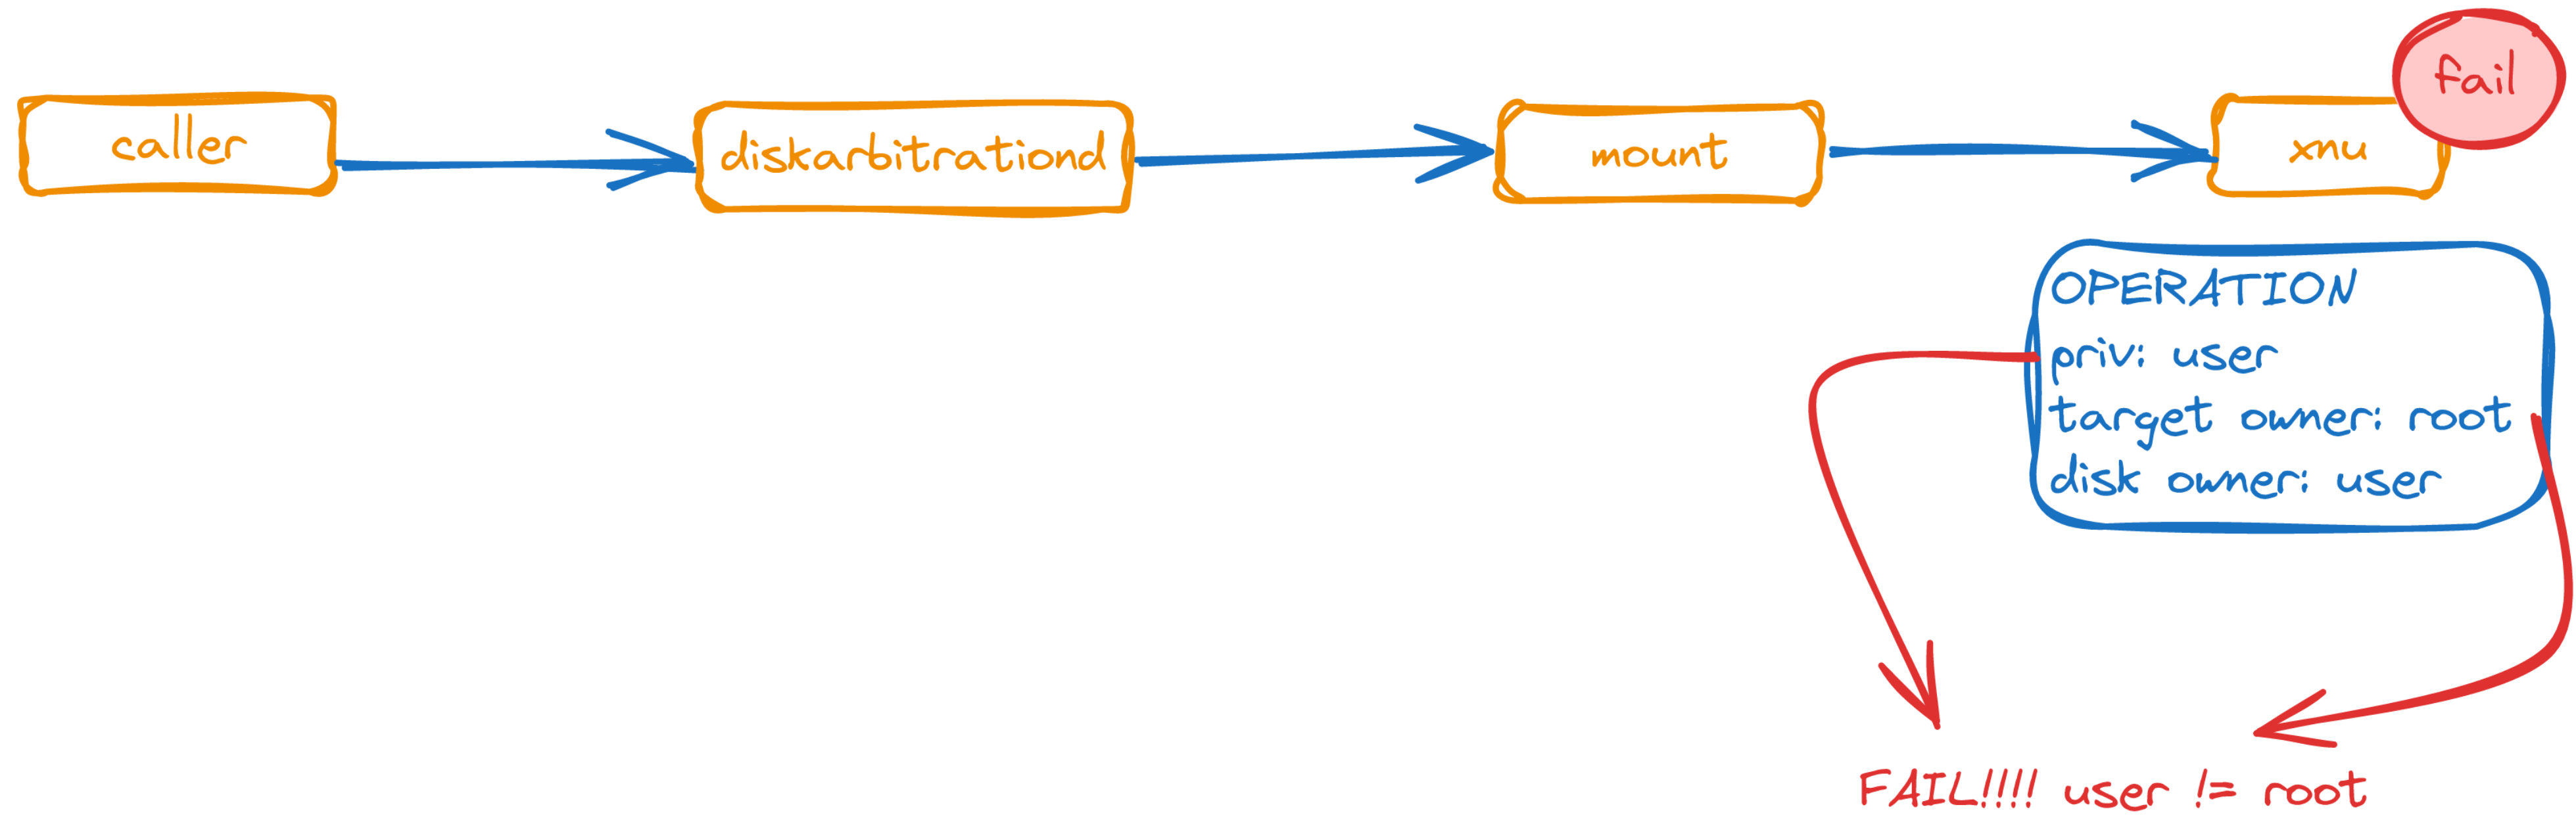 caller
diskarbitrationd
mount
xnu
fail
OPERATION
priv: user
target owner: root
disk owner: user
FAIL!!!! user != root